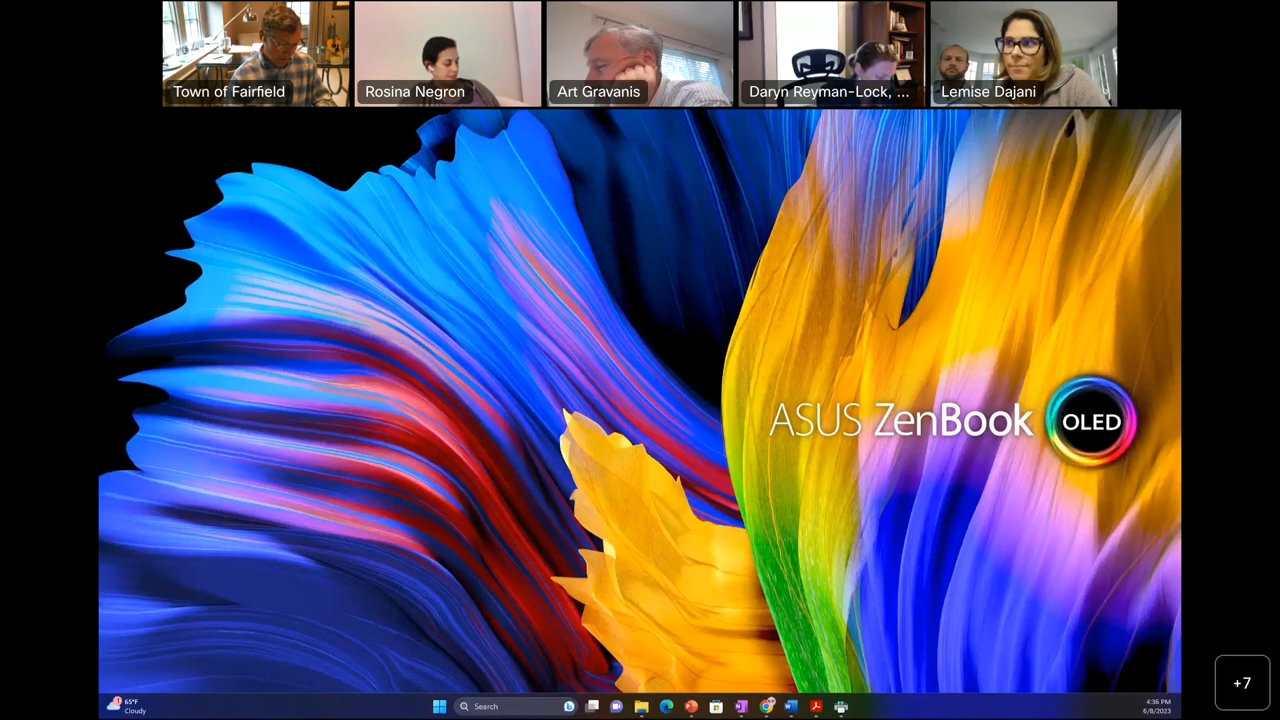 Town of Fairfield
Rosina Negron
Art Gravanis
Daryn Reyman-Lock, ...
Lemise Dajani
ASUS ZenBook OLED
+7
65°F
Cloudy
Search
4:36 PM
6/8/2023